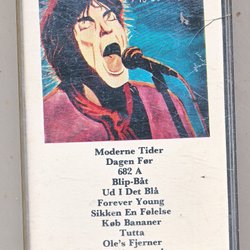 Moderne Tider
Dagen Før
682 A
Blip-Båt
Ud I Det Blå
Forever Young
Sikken En Følelse
Køb Bananer
Tutta
Ole's Fjerner